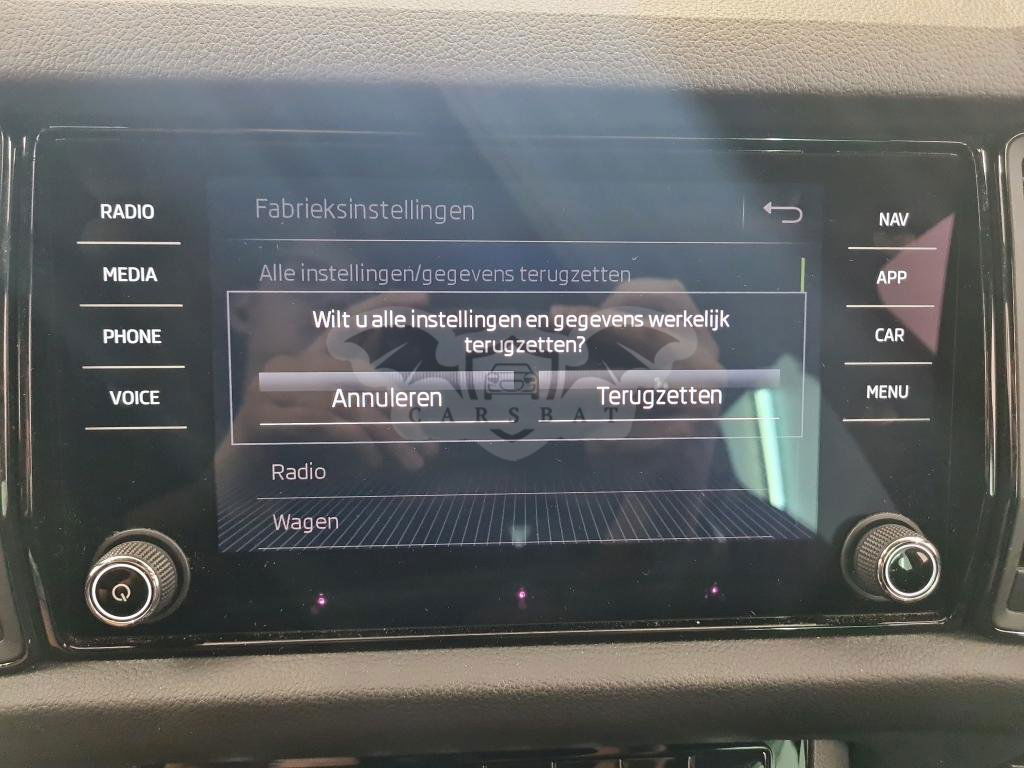 RADIO
MEDIA
PHONE
VOICE
Fabrieksinstellingen
Alle instellingen/gegevens terugzetten
Wilt u alle instellingen en gegevens werkelijk
terugzetten?
Annuleren
Terugzetten
CARSBAT
Radio
Wagen
NAV
APP
CAR
MENU